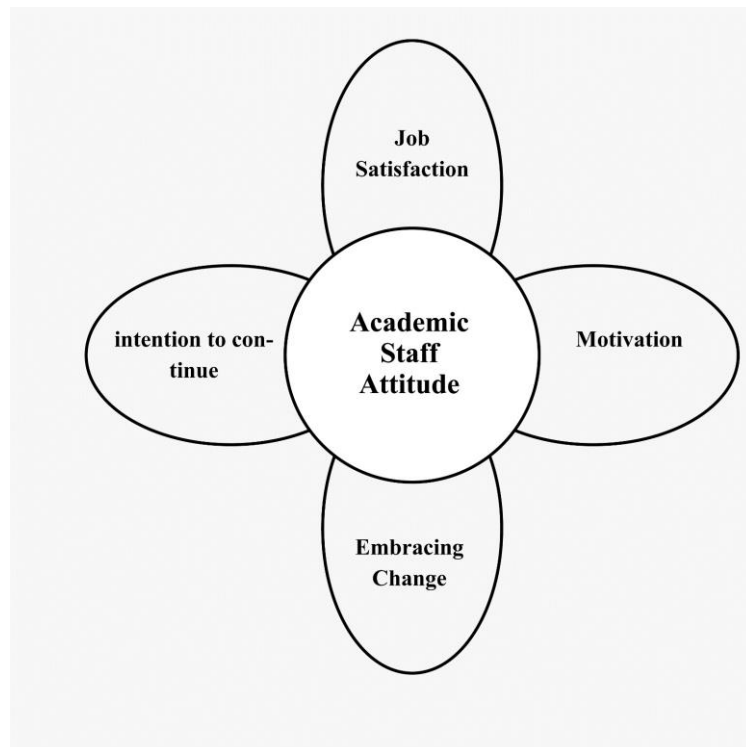 Job
Satisfaction
intention to con-
tinue
Academic
Staff
Attitude
Motivation
Embracing
Change